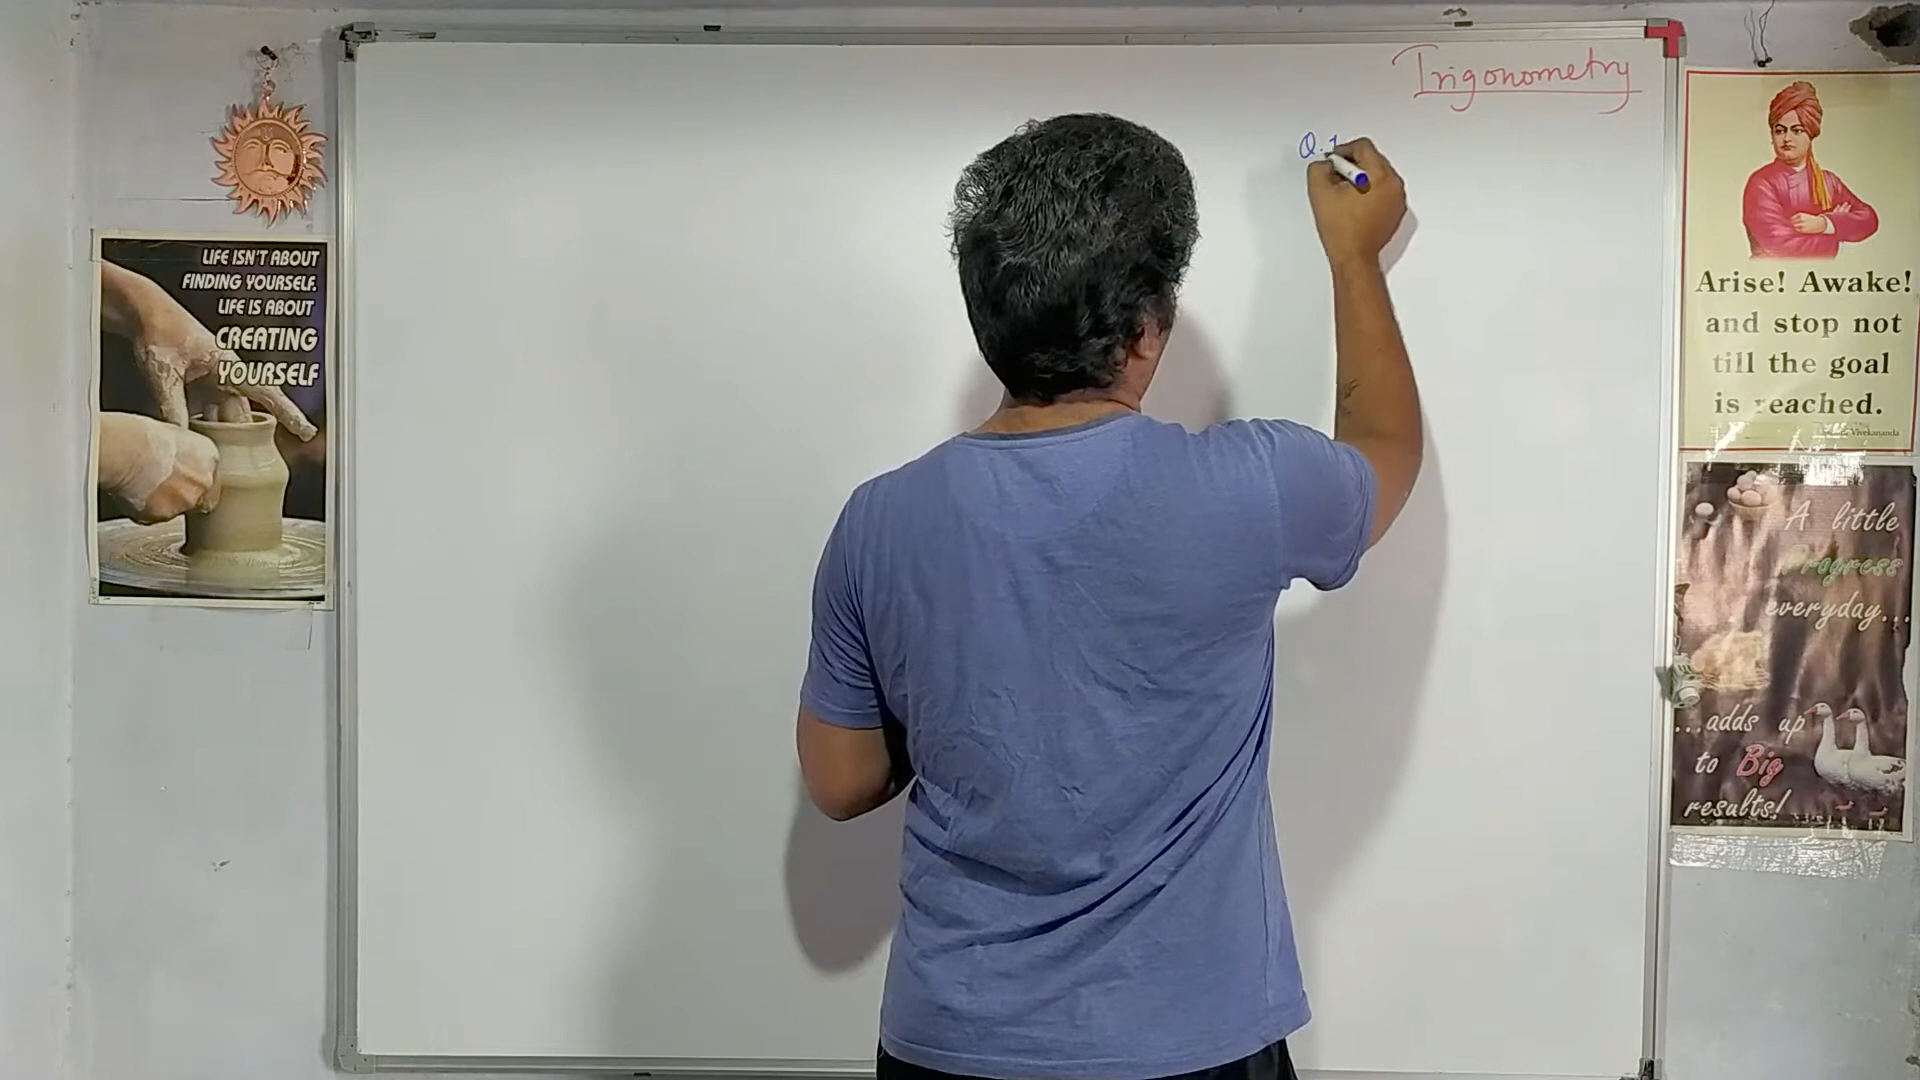 Trigonometry
Q.1
LIFE ISN'T ABOUT
FINDING YOURSELF.
LIFE IS ABOUT
CREATING
YOURSELF
Arise! Awake!
and stop not
till the goal
is reached.
Vivekananda
A little
Progress
everyday...
...adds up
to Big
results!